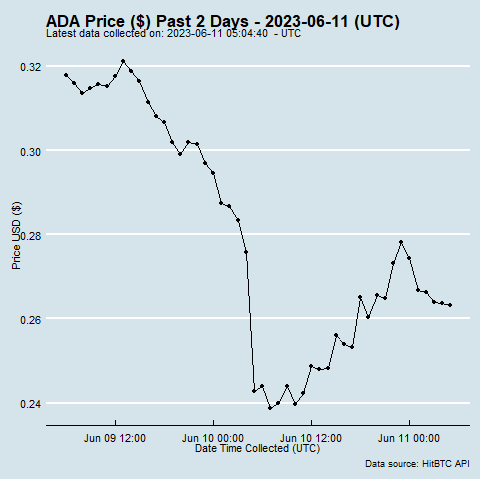 ADA Price ($) Past 2 Days - 2023-06-11 (UTC)
Latest data collected on: 2023-06-11 05:04:40  - UTC
0.32
0.30
0.28
0.26
0.24
Price USD ($)
Jun 09 12:00
Jun 10 00:00
Jun 10 12:00
Jun 11 00:00
Date Time Collected (UTC)
Data source: HitBTC API